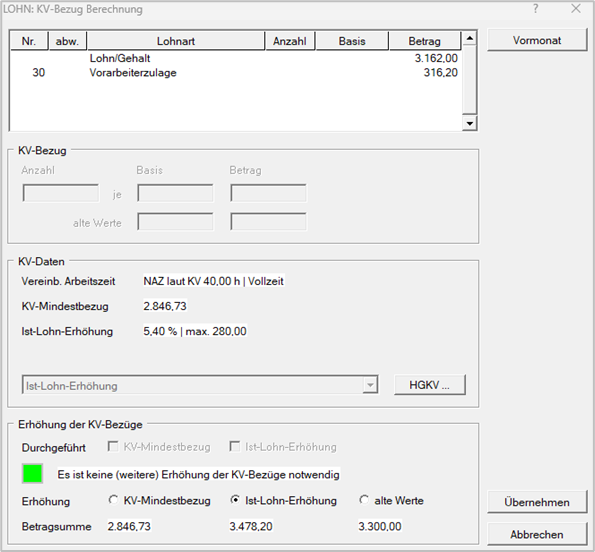 LOHN: KV-Bezug Berechnung ?
Nr. abw. Lohnart Anzahl Basis Betrag
Lohn/Gehalt 3.162,00
30 Vorarbeiterzulage 316,20
Vormonat
KV-Bezug
Anzahl Basis Betrag
je
alte Werte
KV-Daten
Vereinb. Arbeitszeit NAZ laut KV 40,00 h | Vollzeit
KV-Mindestbezug 2.846,73
Ist-Lohn-Erhöhung 5,40 % | max. 280,00
Ist-Lohn-Erhöhung HGKV ...
Erhöhung der KV-Bezüge
Durchgeführt KV-Mindestbezug Ist-Lohn-Erhöhung
Es ist keine (weitere) Erhöhung der KV-Bezüge notwendig
Erhöhung KV-Mindestbezug Ist-Lohn-Erhöhung alte Werte
Betragsumme 2.846,73 3.478,20 3.300,00
Übernehmen
Abbrechen